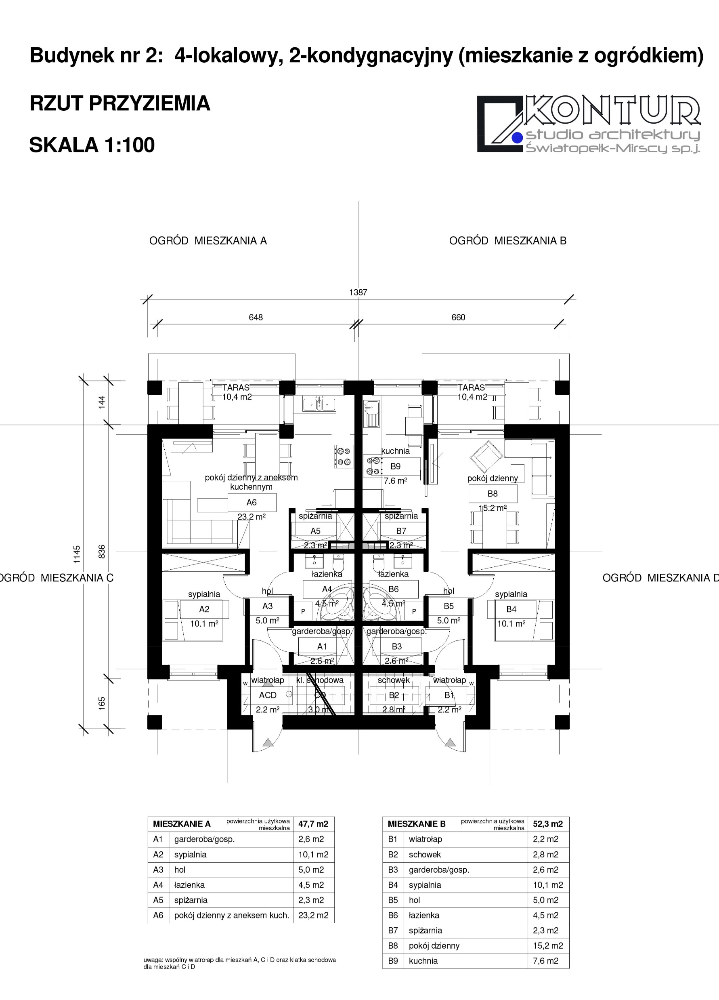 Budynek nr 2: 4-lokalowy, 2-kondygnacyjny (mieszkanie z ogródkiem)
RZUT PRZYZIEMIA
SKALA 1:100
KONTUR
studio architektury
Światopełk-Mirscy sp.j.
OGRÓD MIESZKANIA A
OGRÓD MIESZKANIA B
1387
648
660
TARAS
10,4 m2
TARAS
10,4 m2
144
kuchnia
B9
7.6 m²
pokój dzienny z aneksem
kuchennym
A6
23.2 m²
pokój dzienny
B8
15.2 m²
spiżarnia
A5
2.3 m²
spiżarnia
B7
2.3 m²
1145
836
OGRÓD MIESZKANIA C
OGRÓD MIESZKANIA D
łazienka
A4
4.5 m²
P
łazienka
B6
4.5 m²
P
sypialnia
A2
10.1 m²
hol
A3
5.0 m²
hol
B5
5.0 m²
sypialnia
B4
10.1 m²
garderoba/gosp.
A1
2.6 m²
garderoba/gosp.
B3
2.6 m²
w
wiatrołap
ACD
2.2 m²
kl. schodowa
CD
3.0 m²
schowek
B2
2.8 m²
wiatrołap
B1
2.2 m²
w
165
MIESZKANIE A powierzchnia użytkowa mieszkalna 47,7 m2
A1 garderoba/gosp. 2,6 m2
A2 sypialnia 10,1 m2
A3 hol 5,0 m2
A4 łazienka 4,5 m2
A5 spiżarnia 2,3 m2
A6 pokój dzienny z aneksem kuch. 23,2 m2
MIESZKANIE B powierzchnia użytkowa mieszkalna 52,3 m2
B1 wiatrołap 2,2 m2
B2 schowek 2,8 m2
B3 garderoba/gosp. 2,6 m2
B4 sypialnia 10,1 m2
B5 hol 5,0 m2
B6 łazienka 4,5 m2
B7 spiżarnia 2,3 m2
B8 pokój dzienny 15,2 m2
B9 kuchnia 7,6 m2
uwaga: wspólny wiatrołap dla mieszkań A, C i D oraz klatka schodowa
dla mieszkań C i D